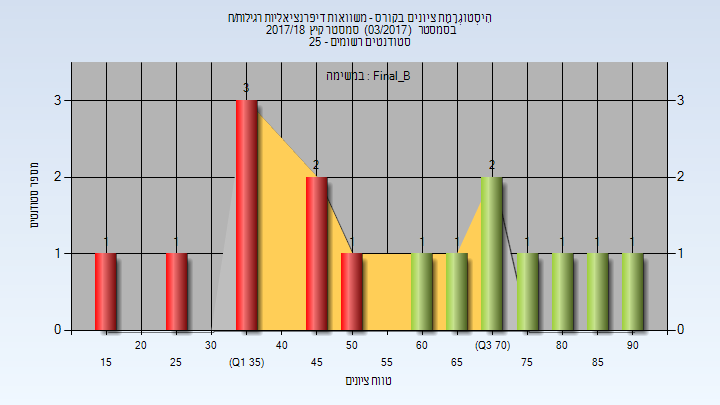 היסטוגרמת ציונים בקורס - משוואות דיפרנציאליות רגילות/ח
בסמסטר (03/2017) סמסטר קיץ 2017/18
סטודנטים רשומים - 25
במשימה : Final_B
3
3 3
2 2
2 2
מספר סטודנטים
1 1 1 1 1 1 1 1 1 1
0 0
20 30 40 50 60 (Q3 70) 80 90
15 25 (Q1 35) 45 55 65 75 85
טווח ציונים